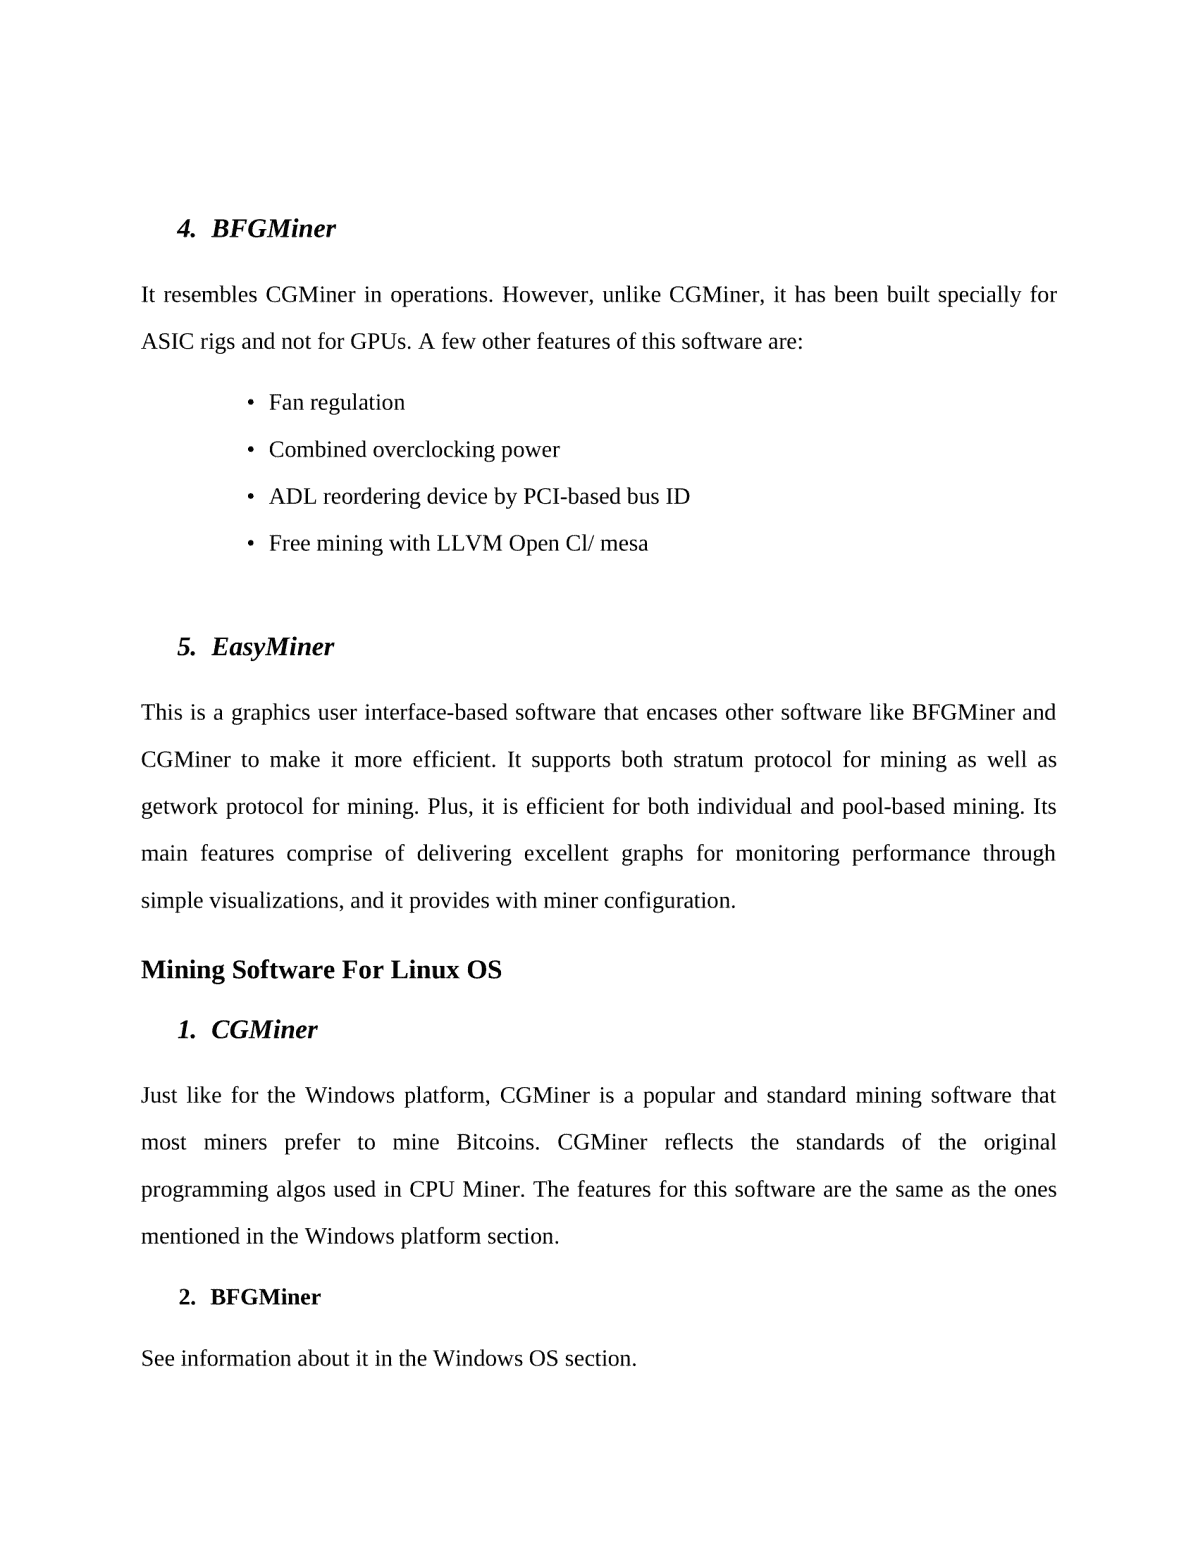 4. BFGMiner
It resembles CGMiner in operations. However, unlike CGMiner, it has been built specially for
ASIC rigs and not for GPUs. A few other features of this software are:
• Fan regulation
• Combined overclocking power
• ADL reordering device by PCI-based bus ID
• Free mining with LLVM Open Cl/ mesa
5. EasyMiner
This is a graphics user interface-based software that encases other software like BFGMiner and
CGMiner to make it more efficient. It supports both stratum protocol for mining as well as
getwork protocol for mining. Plus, it is efficient for both individual and pool-based mining. Its
main features comprise of delivering excellent graphs for monitoring performance through
simple visualizations, and it provides with miner configuration.
Mining Software For Linux OS
1. CGMiner
Just like for the Windows platform, CGMiner is a popular and standard mining software that
most miners prefer to mine Bitcoins. CGMiner reflects the standards of the original
programming algos used in CPU Miner. The features for this software are the same as the ones
mentioned in the Windows platform section.
2. BFGMiner
See information about it in the Windows OS section.